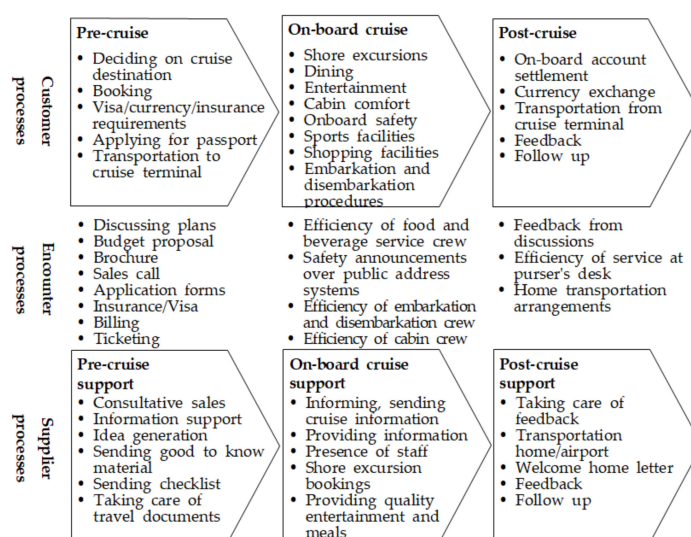 Customer
processes
Pre-cruise
• Deciding on cruise
destination
• Booking
• Visa/currency/insurance
requirements
• Applying for passport
• Transportation to
cruise terminal
On-board cruise
• Shore excursions
• Dining
• Entertainment
• Cabin comfort
• Onboard safety
• Sports facilities
• Shopping facilities
• Embarkation and
disembarkation
procedures
Post-cruise
• On-board account
settlement
• Currency exchange
• Transportation from
cruise terminal
• Feedback
• Follow up
Encounter
processes
• Discussing plans
• Budget proposal
• Brochure
• Sales call
• Application forms
• Insurance/Visa
• Billing
• Ticketing
• Efficiency of food and
beverage service crew
• Safety announcements
over public address
systems
• Efficiency of embarkation
and disembarkation crew
• Efficiency of cabin crew
• Feedback from
discussions
• Efficiency of service at
purser's desk
• Home transportation
arrangements
Supplier
processes
Pre-cruise
support
• Consultative sales
• Information support
• Idea generation
• Sending good to know
material
• Sending checklist
• Taking care of
travel documents
On-board cruise
support
• Informing, sending
cruise information
• Providing information
• Presence of staff
• Shore excursion
bookings
• Providing quality
entertainment and
meals
Post-cruise
support
• Taking care of
feedback
• Transportation
home/airport
• Welcome home letter
• Feedback
• Follow up